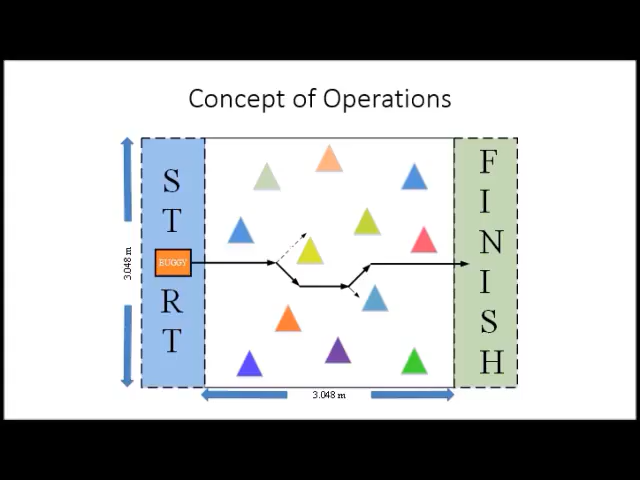 Concept of Operations
S
T
BUGGY
R
T
F
I
N
I
S
H
3.048 m
3.048 m